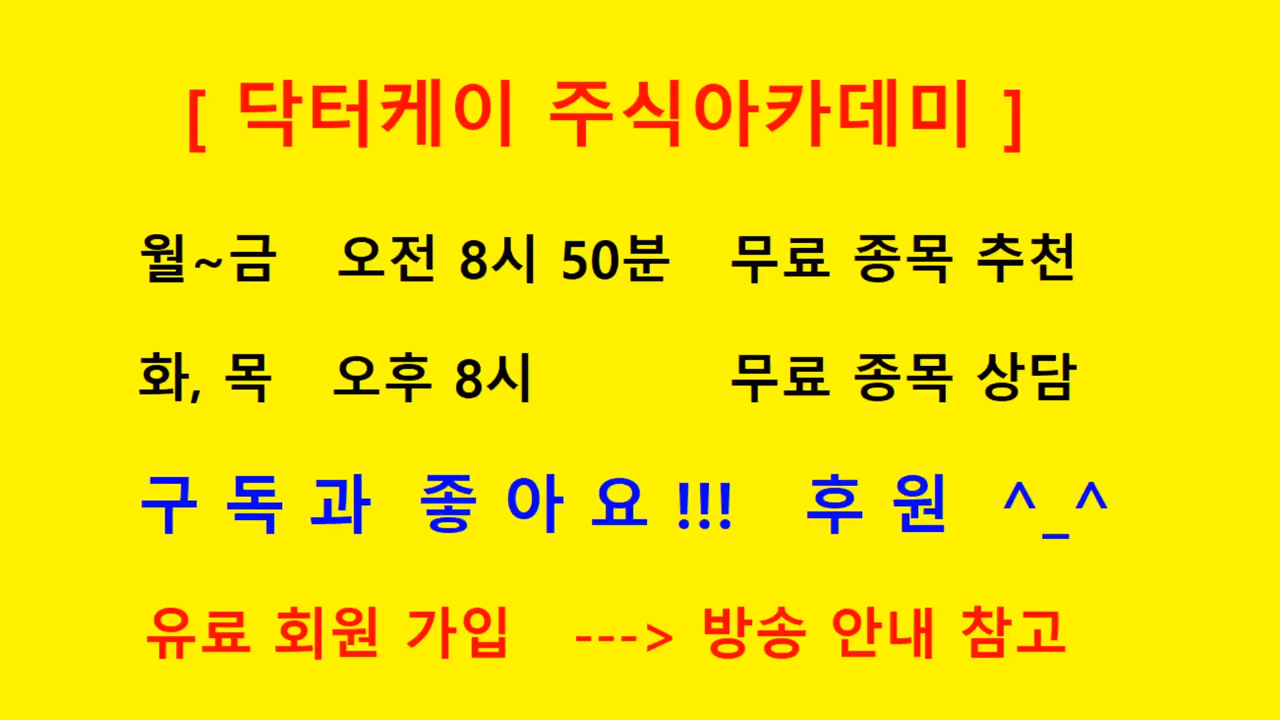 [ 닥터케이 주식아카데미 ]
월~금 오전 8시 50분 무료 종목 추천
화, 목 오후 8시 무료 종목 상담
구 독 과 좋 아 요 !!! 후 원 ^_^
유료 회원 가입 ---> 방송 안내 참고